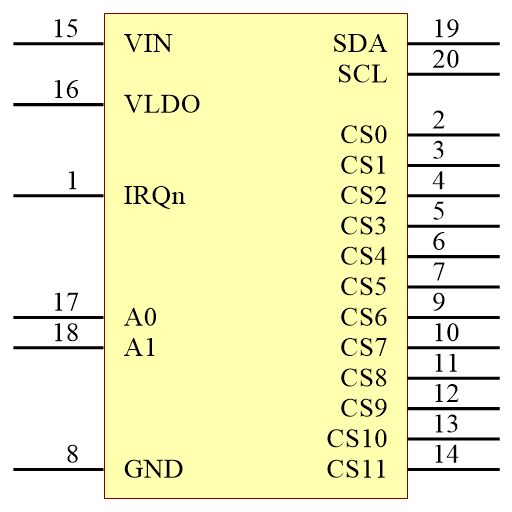 15 VIN SDA 19
SCL 20
16 VLDO
CS0 2
CS1 3
1 IRQn CS2 4
CS3 5
CS4 6
CS5 7
17 A0 CS6 9
18 A1 CS7 10
CS8 11
CS9 12
CS10 13
8 GND CS11 14